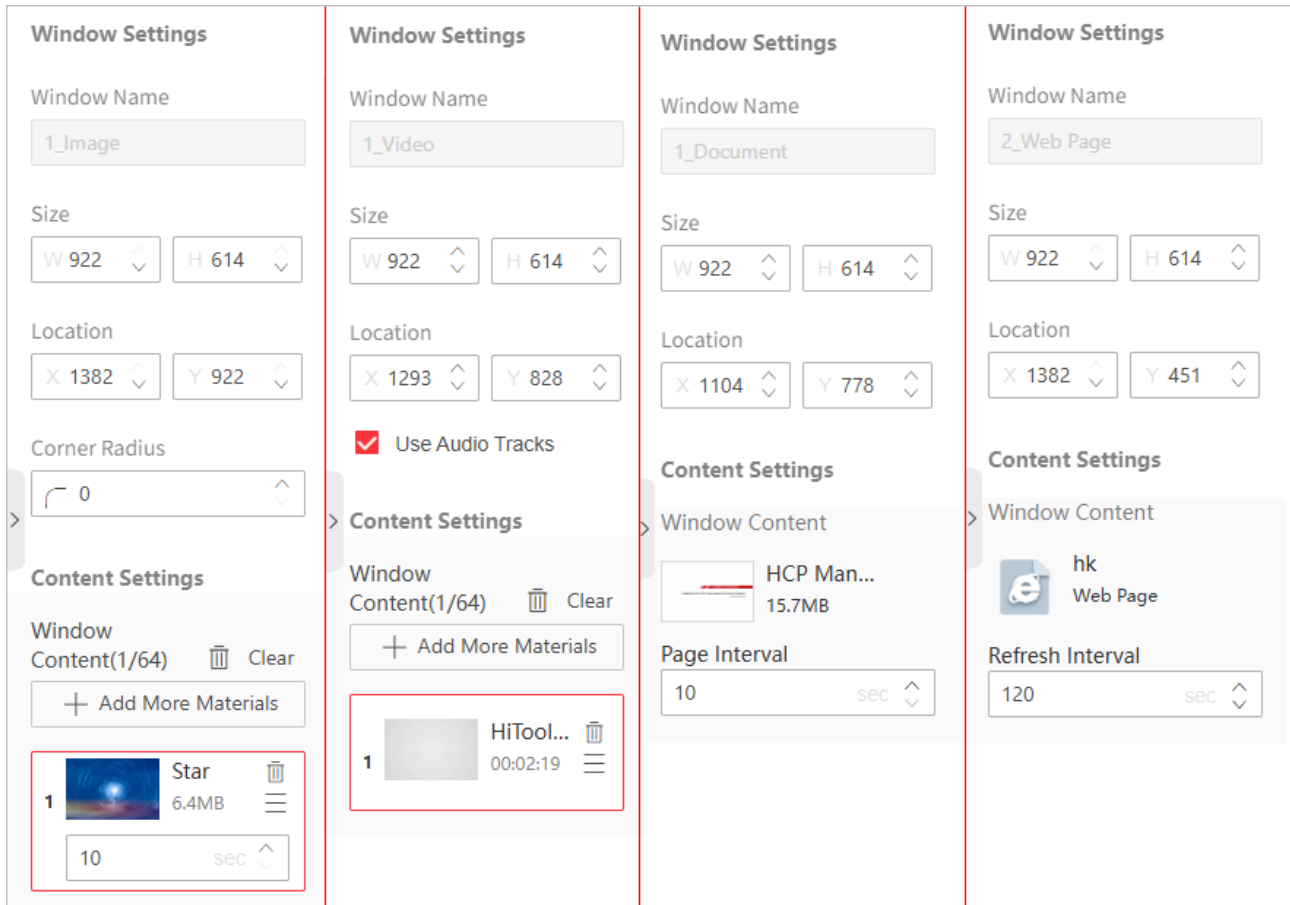 Window Settings
Window Name
1_Image
Size
W 922 H 614
Location
X 1382 Y 922
Corner Radius
0
Content Settings
Window
Content(1/64) Clear
Add More Materials
1 Star
6.4MB
10 sec
Window Settings
Window Name
1_Video
Size
W 922 H 614
Location
X 1293 Y 828
Use Audio Tracks
Content Settings
Window
Content(1/64) Clear
Add More Materials
HiTool...
1 00:02:19
Window Settings
Window Name
1_Document
Size
W 922 H 614
Location
X 1104 Y 778
Content Settings
Window Content
HCP Man...
15.7MB
Page Interval
10 sec
Window Settings
Window Name
2_Web Page
Size
W 922 H 614
Location
X 1382 Y 451
Content Settings
Window Content
hk
Web Page
Refresh Interval
120 sec